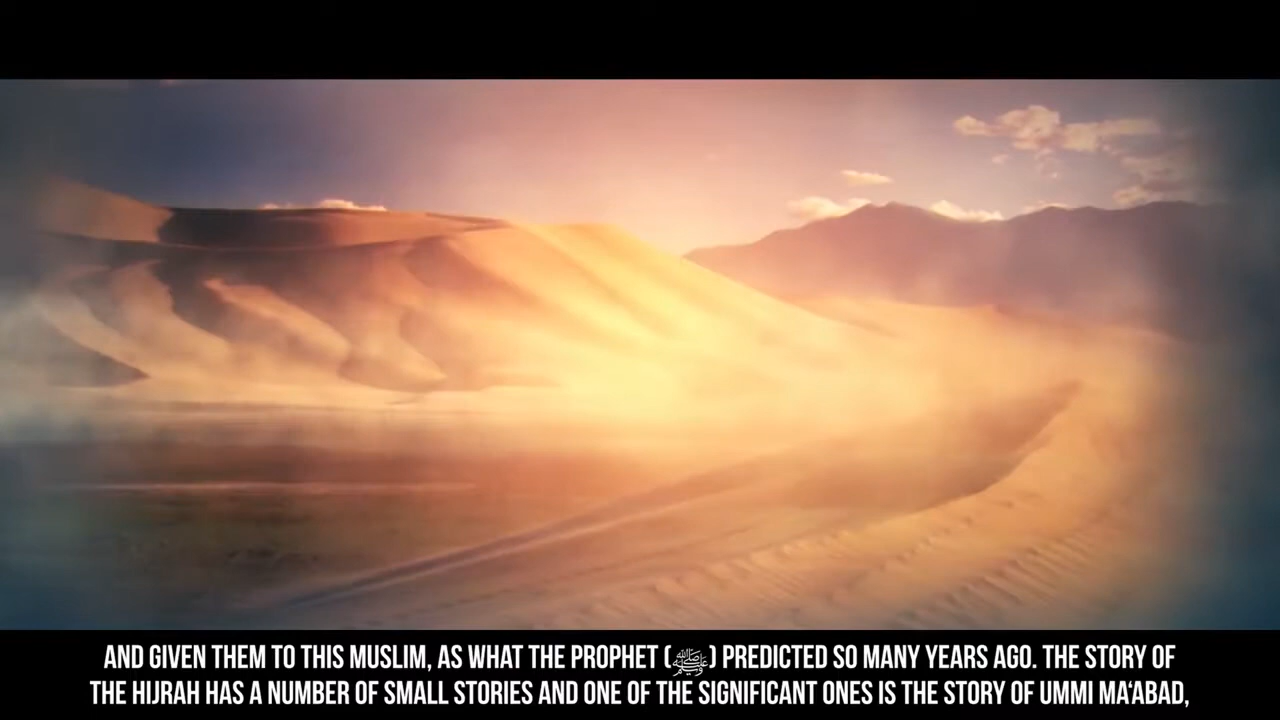 AND GIVEN THEM TO THIS MUSLIM, AS WHAT THE PROPHET (ﷺ) PREDICTED SO MANY YEARS AGO. THE STORY OF
THE HIJRAH HAS A NUMBER OF SMALL STORIES AND ONE OF THE SIGNIFICANT ONES IS THE STORY OF UMMI MA‘ABAD,